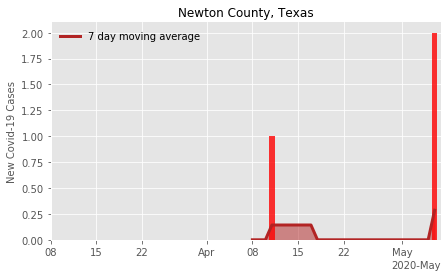 Newton County, Texas
7 day moving average
New Covid-19 Cases
2.00
1.75
1.50
1.25
1.00
0.75
0.50
0.25
0.00
08 15 22 Apr 08 15 22 May
2020-May